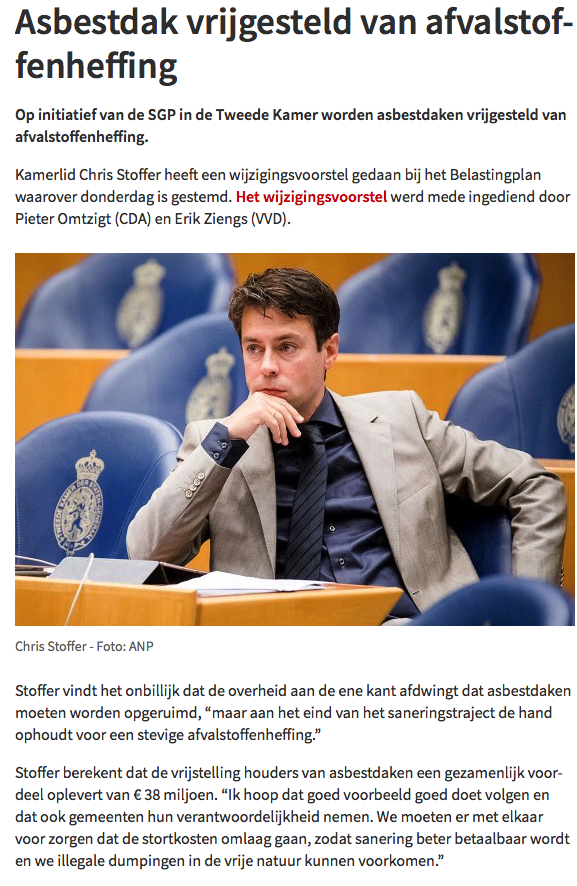 Asbestdak vrijgesteld van afvalstof-
fenheffing
Op initiatief van de SGP in de Tweede Kamer worden asbestdaken vrijgesteld van
afvalstoffenheffing.
Kamerlid Chris Stoffer heeft een wijzigingsvoorstel gedaan bij het Belastingplan
waarover donderdag is gestemd. Het wijzigingsvoorstel werd mede ingediend door
Pieter Omtzigt (CDA) en Erik Ziengs (VVD).
Chris Stoffer - Foto: ANP
Stoffer vindt het onbillijk dat de overheid aan de ene kant afdwingt dat asbestdaken
moeten worden opgeruimd, “maar aan het eind van het saneringstraject de hand
ophoudt voor een stevige afvalstoffenheffing.”
Stoffer berekent dat de vrijstelling houders van asbestdaken een gezamenlijk voor-
deel oplevert van € 38 miljoen. “Ik hoop dat goed voorbeeld goed doet volgen en
dat ook gemeenten hun verantwoordelijkheid nemen. We moeten er met elkaar
voor zorgen dat de stortkosten omlaag gaan, zodat sanering beter betaalbaar wordt
en we illegale dumpingen in de vrije natuur kunnen voorkomen.”